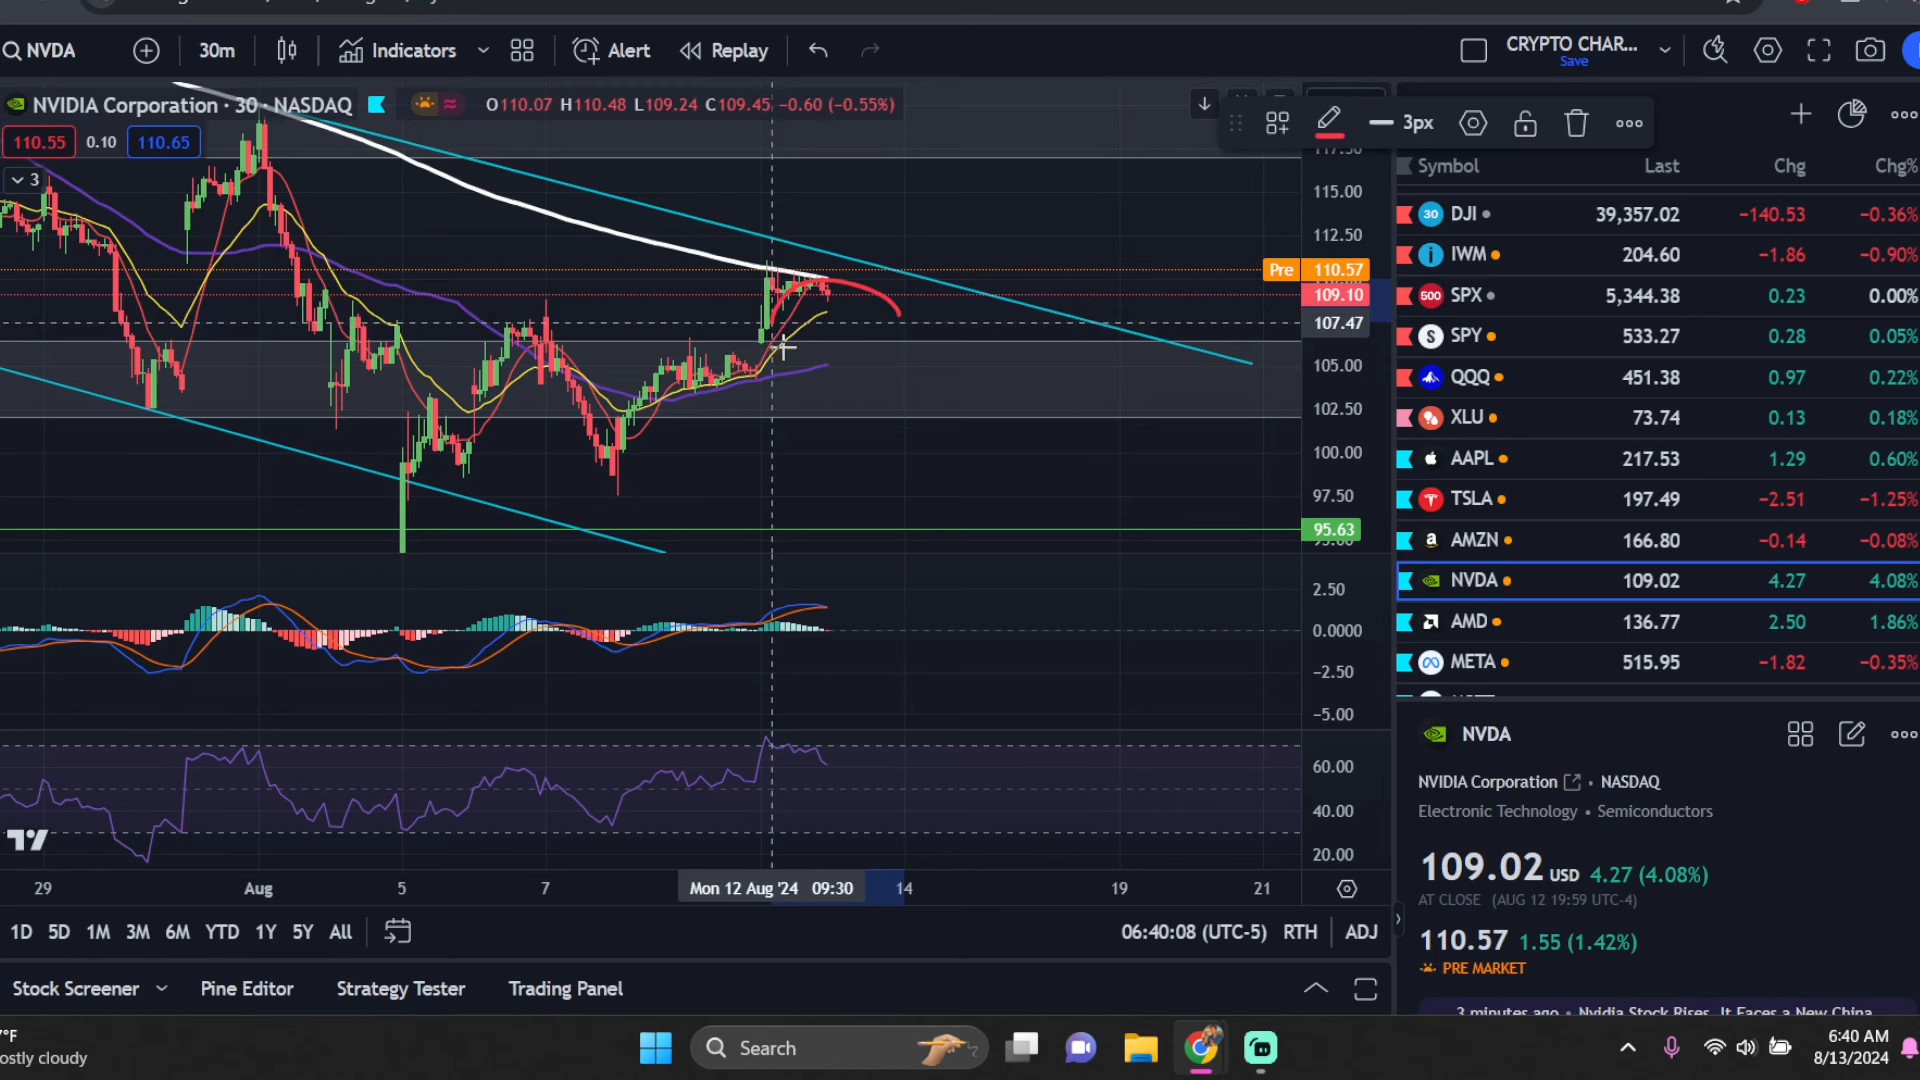 NVDA
30m
Indicators
Alert
Replay
CRYPTO CHAR...
Save
NVIDIA Corporation · 30 · NASDAQ
O110.07 H110.48 L109.24 C109.45 −0.60 (−0.55%)
110.55
0.10
110.65
3
3px
115.00
112.50
Pre 110.57
109.10
107.47
105.00
102.50
100.00
97.50
95.63
2.50
0.0000
−2.50
−5.00
60.00
40.00
20.00
29
Aug
5
7
Mon 12 Aug '24 09:30
14
19
21
1D 5D 1M 3M 6M YTD 1Y 5Y All
06:40:08 (UTC-5) RTH ADJ
Stock Screener
Pine Editor
Strategy Tester
Trading Panel
Symbol Last Chg Chg%
30 DJI 39,357.02 −140.53 −0.36%
IWM 204.60 −1.86 −0.90%
500 SPX 5,344.38 0.23 0.00%
S SPY 533.27 0.28 0.05%
QQQ 451.38 0.97 0.22%
XLU 73.74 0.13 0.18%
AAPL 217.53 1.29 0.60%
TSLA 197.49 −2.51 −1.25%
a AMZN 166.80 −0.14 −0.08%
NVDA 109.02 4.27 4.08%
AMD 136.77 2.50 1.86%
META 515.95 −1.82 −0.35%
NVDA
NVIDIA Corporation · NASDAQ
Electronic Technology • Semiconductors
109.02 USD 4.27 (4.08%)
AT CLOSE (AUG 12 19:59 UTC-4)
110.57 1.55 (1.42%)
PRE MARKET
3 minutes ago • Nvidia Stock Rises. It Faces a New China
°F
ostly cloudy
Search
6:40 AM
8/13/2024